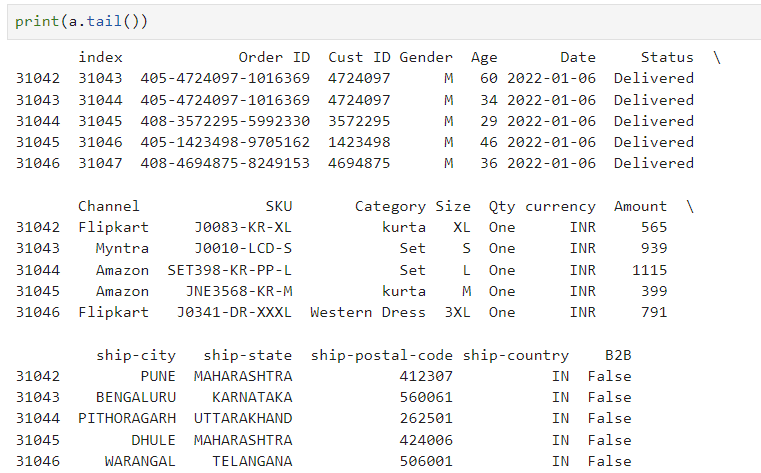 print(a.tail())
index Order ID Cust ID Gender Age Date Status \
31042 31043 405-4724097-1016369 4724097 M 60 2022-01-06 Delivered
31043 31044 405-4724097-1016369 4724097 M 34 2022-01-06 Delivered
31044 31045 408-3572295-5992330 3572295 M 29 2022-01-06 Delivered
31045 31046 405-1423498-9705162 1423498 M 46 2022-01-06 Delivered
31046 31047 408-4694875-8249153 4694875 M 36 2022-01-06 Delivered
Channel SKU Category Size Qty currency Amount \
31042 Flipkart J0083-KR-XL kurta XL One INR 565
31043 Myntra J0010-LCD-S Set S One INR 939
31044 Amazon SET398-KR-PP-L Set L One INR 1115
31045 Amazon JNE3568-KR-M kurta M One INR 399
31046 Flipkart J0341-DR-XXXL Western Dress 3XL One INR 791
ship-city ship-state ship-postal-code ship-country B2B
31042 PUNE MAHARASHTRA 412307 IN False
31043 BENGALURU KARNATAKA 560061 IN False
31044 PITHORAGARH UTTARAKHAND 262501 IN False
31045 DHULE MAHARASHTRA 424006 IN False
31046 WARANGAL TELANGANA 506001 IN False